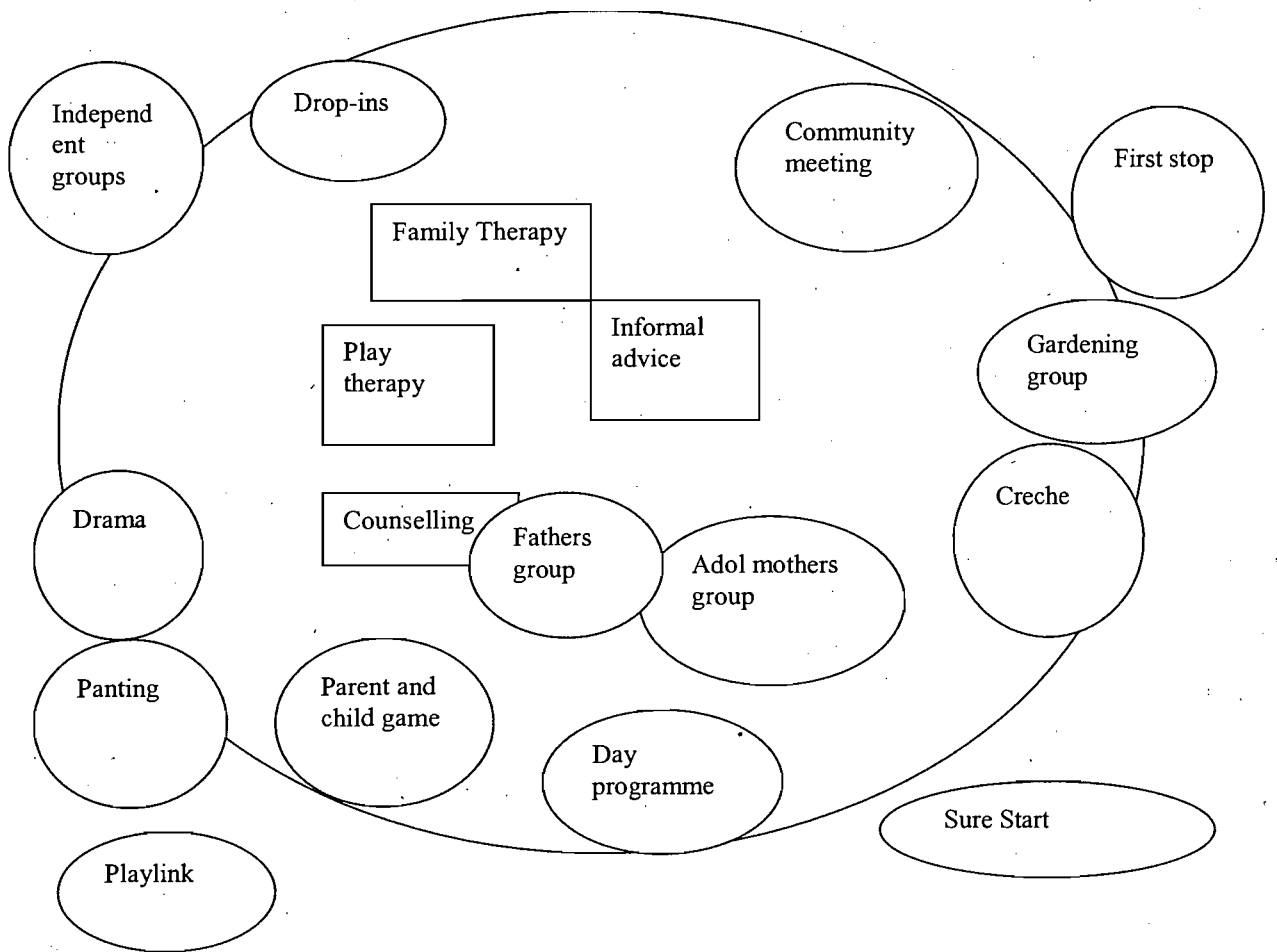 Independ
ent
groups
Drop-ins
Community
meeting
First stop
Family Therapy
Informal
advice
Play
therapy
Gardening
group
Creche
Drama
Counselling
Fathers
group
Adol mothers
group
Panting
Parent and
child game
Day
programme
Sure Start
Playlink